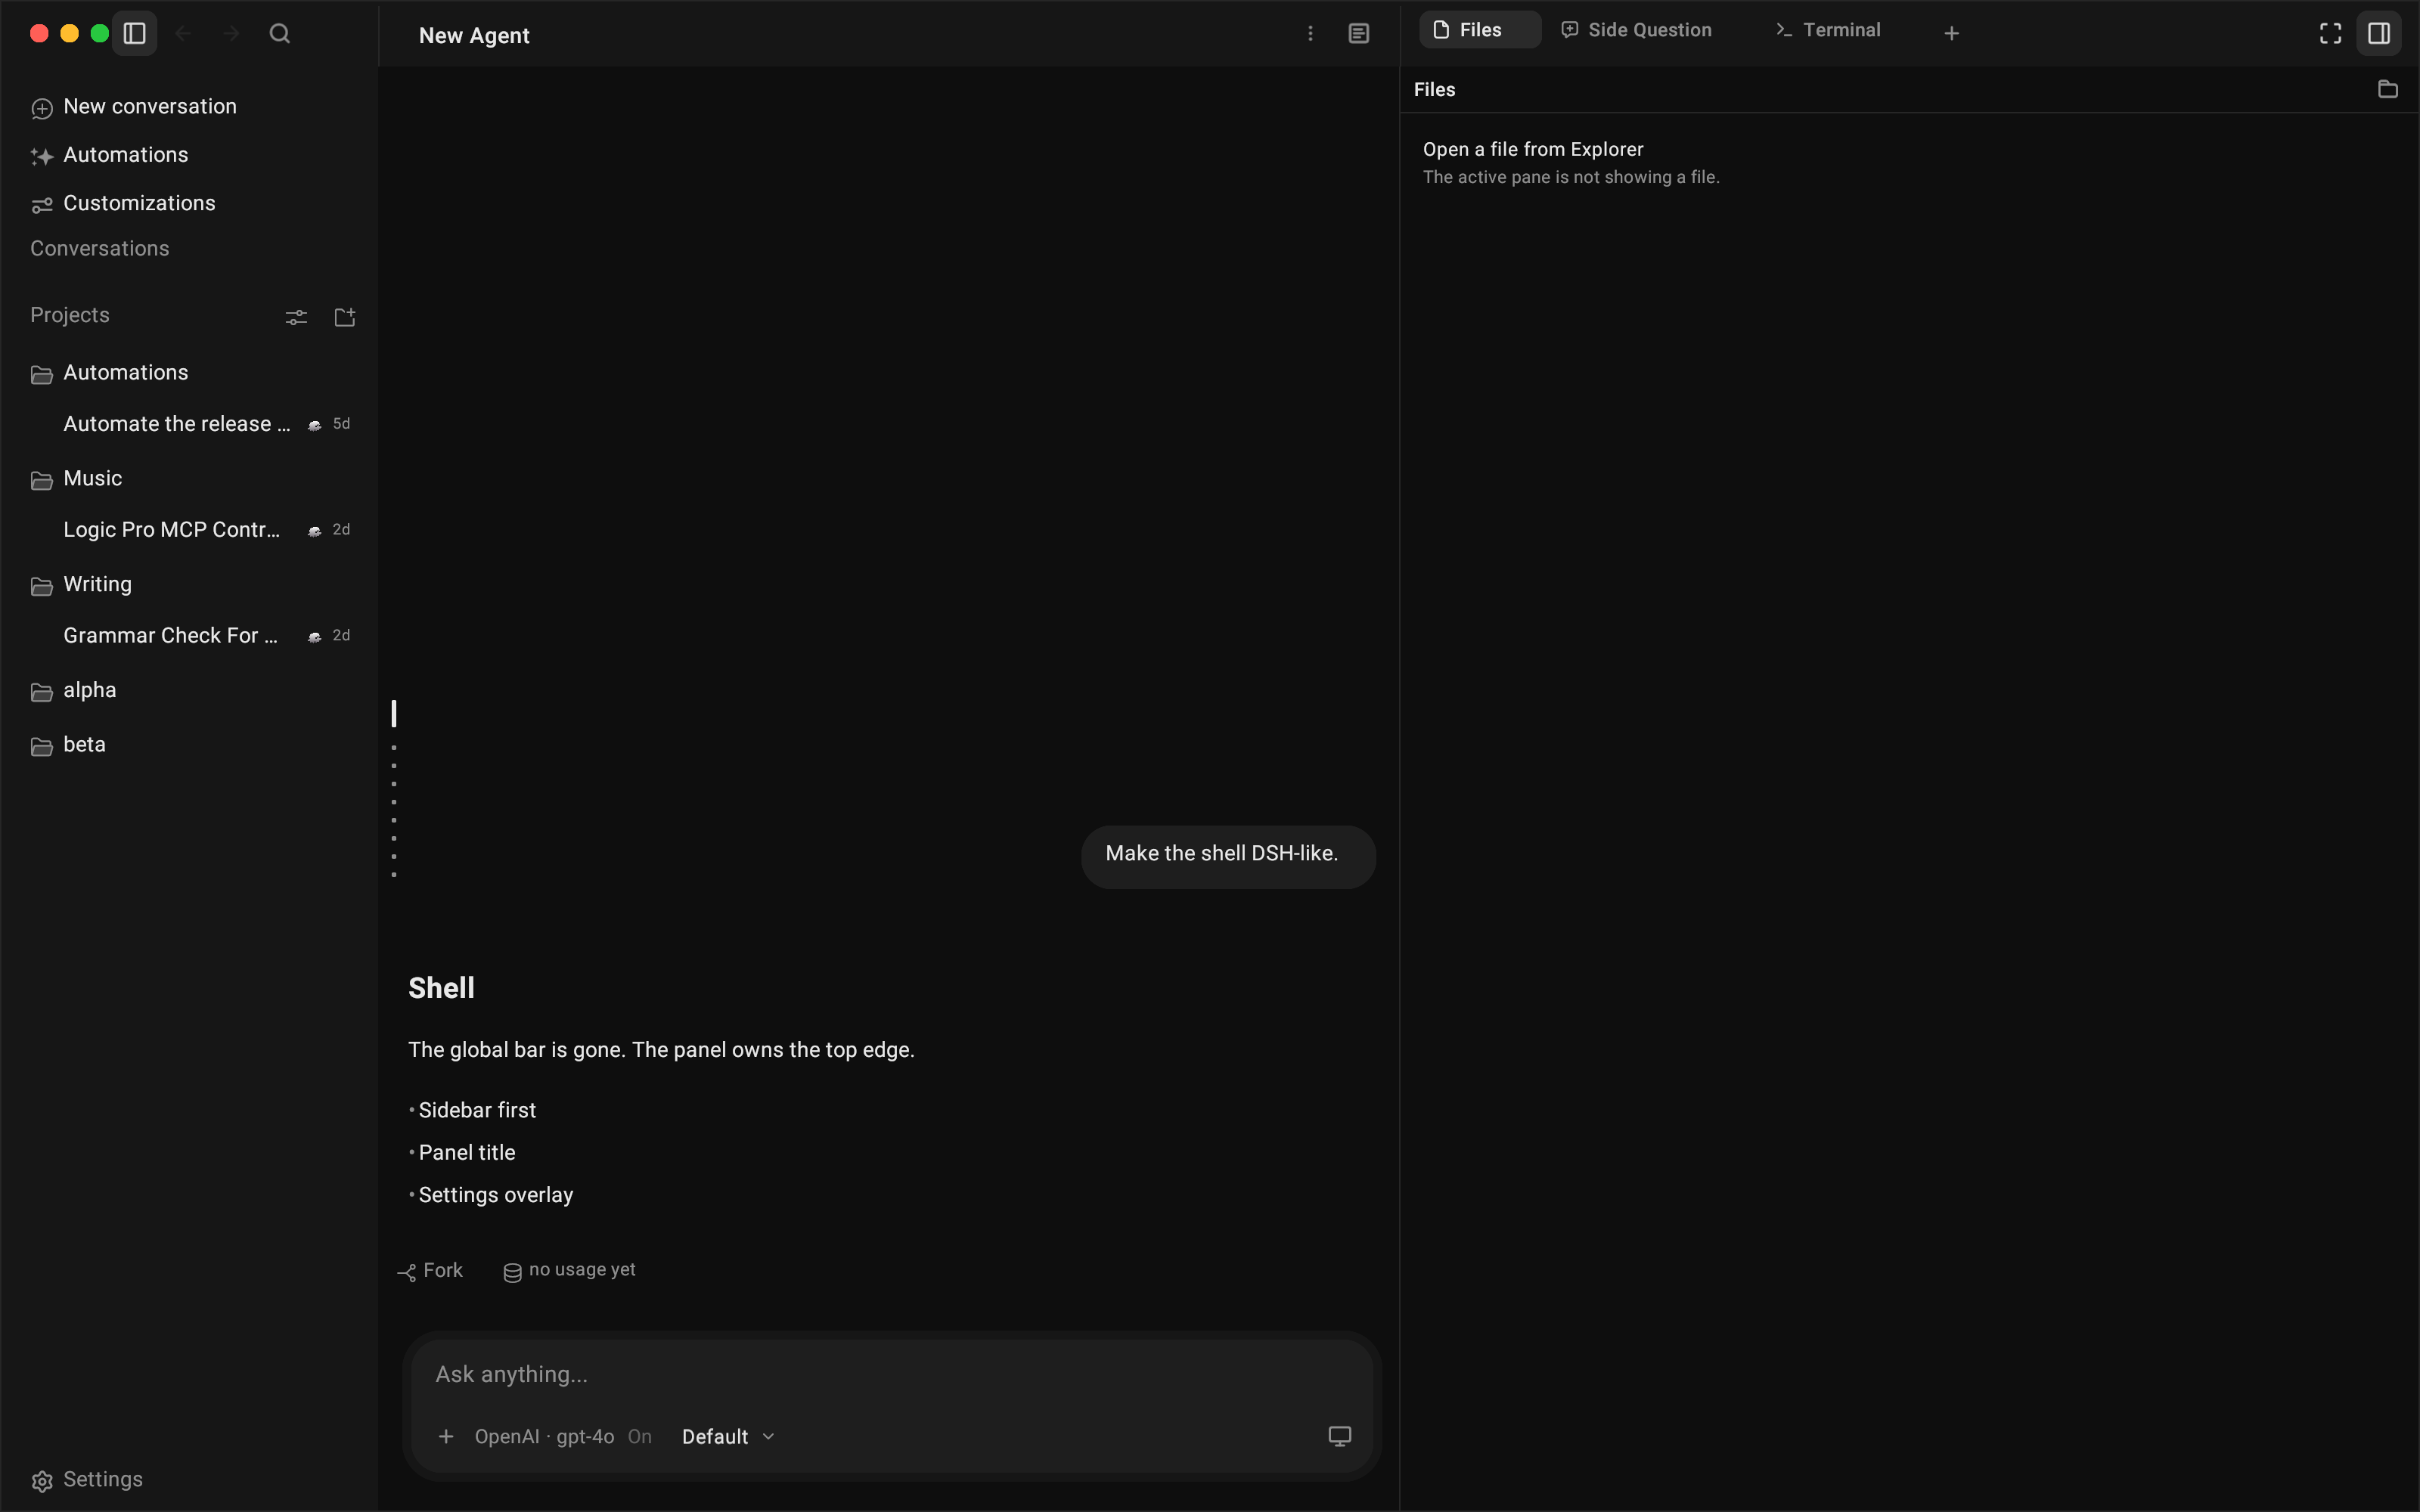 New Agent
Files
Side Question
Terminal
New conversation
Automations
Customizations
Conversations
Projects
Automations
Automate the release ... 5d
Music
Logic Pro MCP Contr... 2d
Writing
Grammar Check For ... 2d
alpha
beta
Settings
Make the shell DSH-like.
Shell
The global bar is gone. The panel owns the top edge.
• Sidebar first
• Panel title
• Settings overlay
Fork
no usage yet
Ask anything...
OpenAI · gpt-4o On Default
Files
Open a file from Explorer
The active pane is not showing a file.